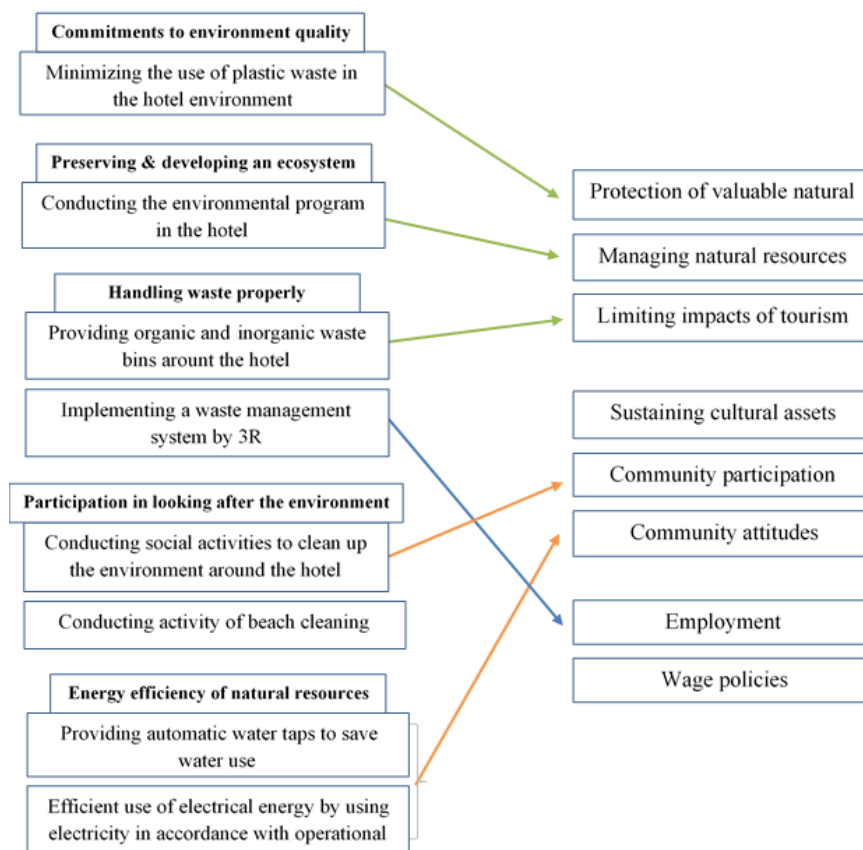 Commitments to environment quality
Minimizing the use of plastic waste in
the hotel environment
Preserving & developing an ecosystem
Conducting the environmental program
in the hotel
Handling waste properly
Providing organic and inorganic waste
bins arount the hotel
Implementing a waste management
system by 3R
Participation in looking after the environment
Conducting social activities to clean up
the environment around the hotel
Conducting activity of beach cleaning
Energy efficiency of natural resources
Providing automatic water taps to save
water use
Efficient use of electrical energy by using
electricity in accordance with operational
Protection of valuable natural
Managing natural resources
Limiting impacts of tourism
Sustaining cultural assets
Community participation
Community attitudes
Employment
Wage policies